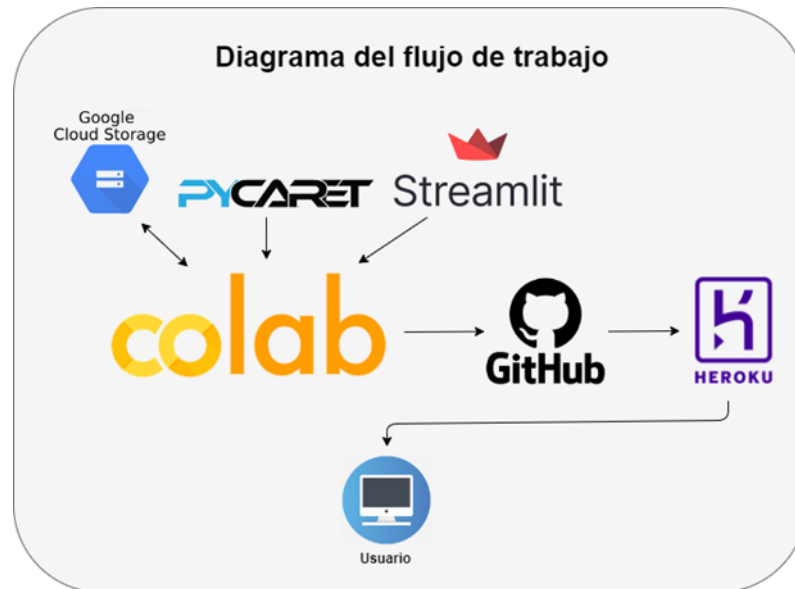 Diagrama del flujo de trabajo
Google
Cloud Storage
PYCARET
Streamlit
colab
GitHub
HEROKU
Usuario